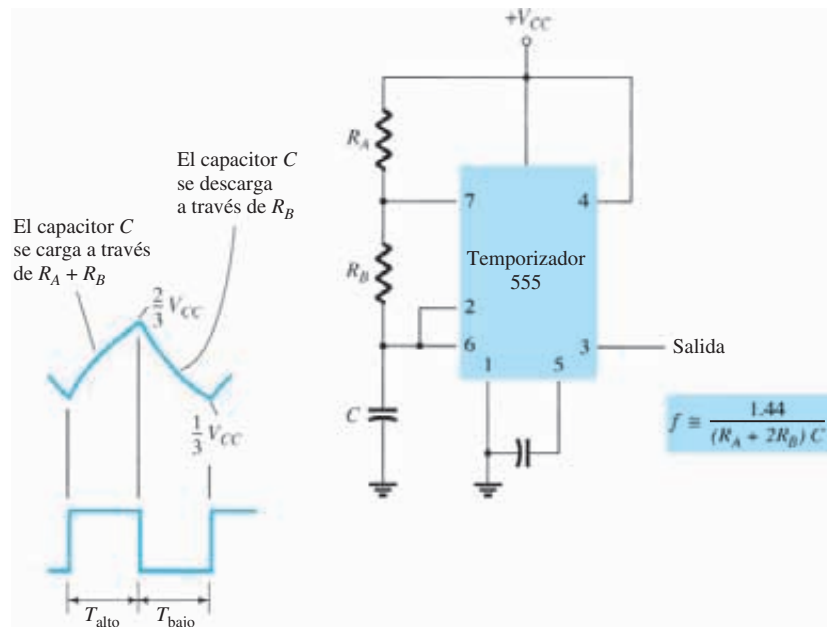 +V_CC
R_A
El capacitor C
se descarga
a través de R_B
El capacitor C
se carga a través
de R_A + R_B
7
4
R_B
Temporizador
555
2/3 V_CC
2
6
3
Salida
1
5
C
1/3 V_CC
f ≅ 1.44 / (R_A + 2R_B) C
T_alto
T_bajo